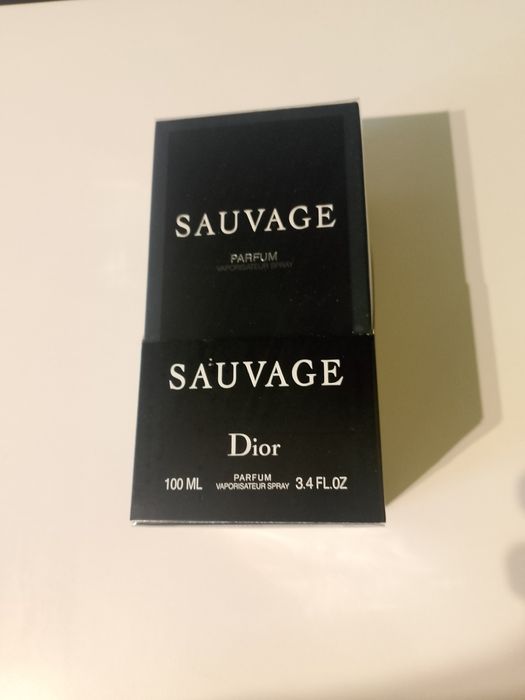 SAUVAGE
PARFUM
VAPORISATEUR SPRAY
SAUVAGE
Dior
100 ML PARFUM VAPORISATEUR SPRAY 3.4 FL.OZ